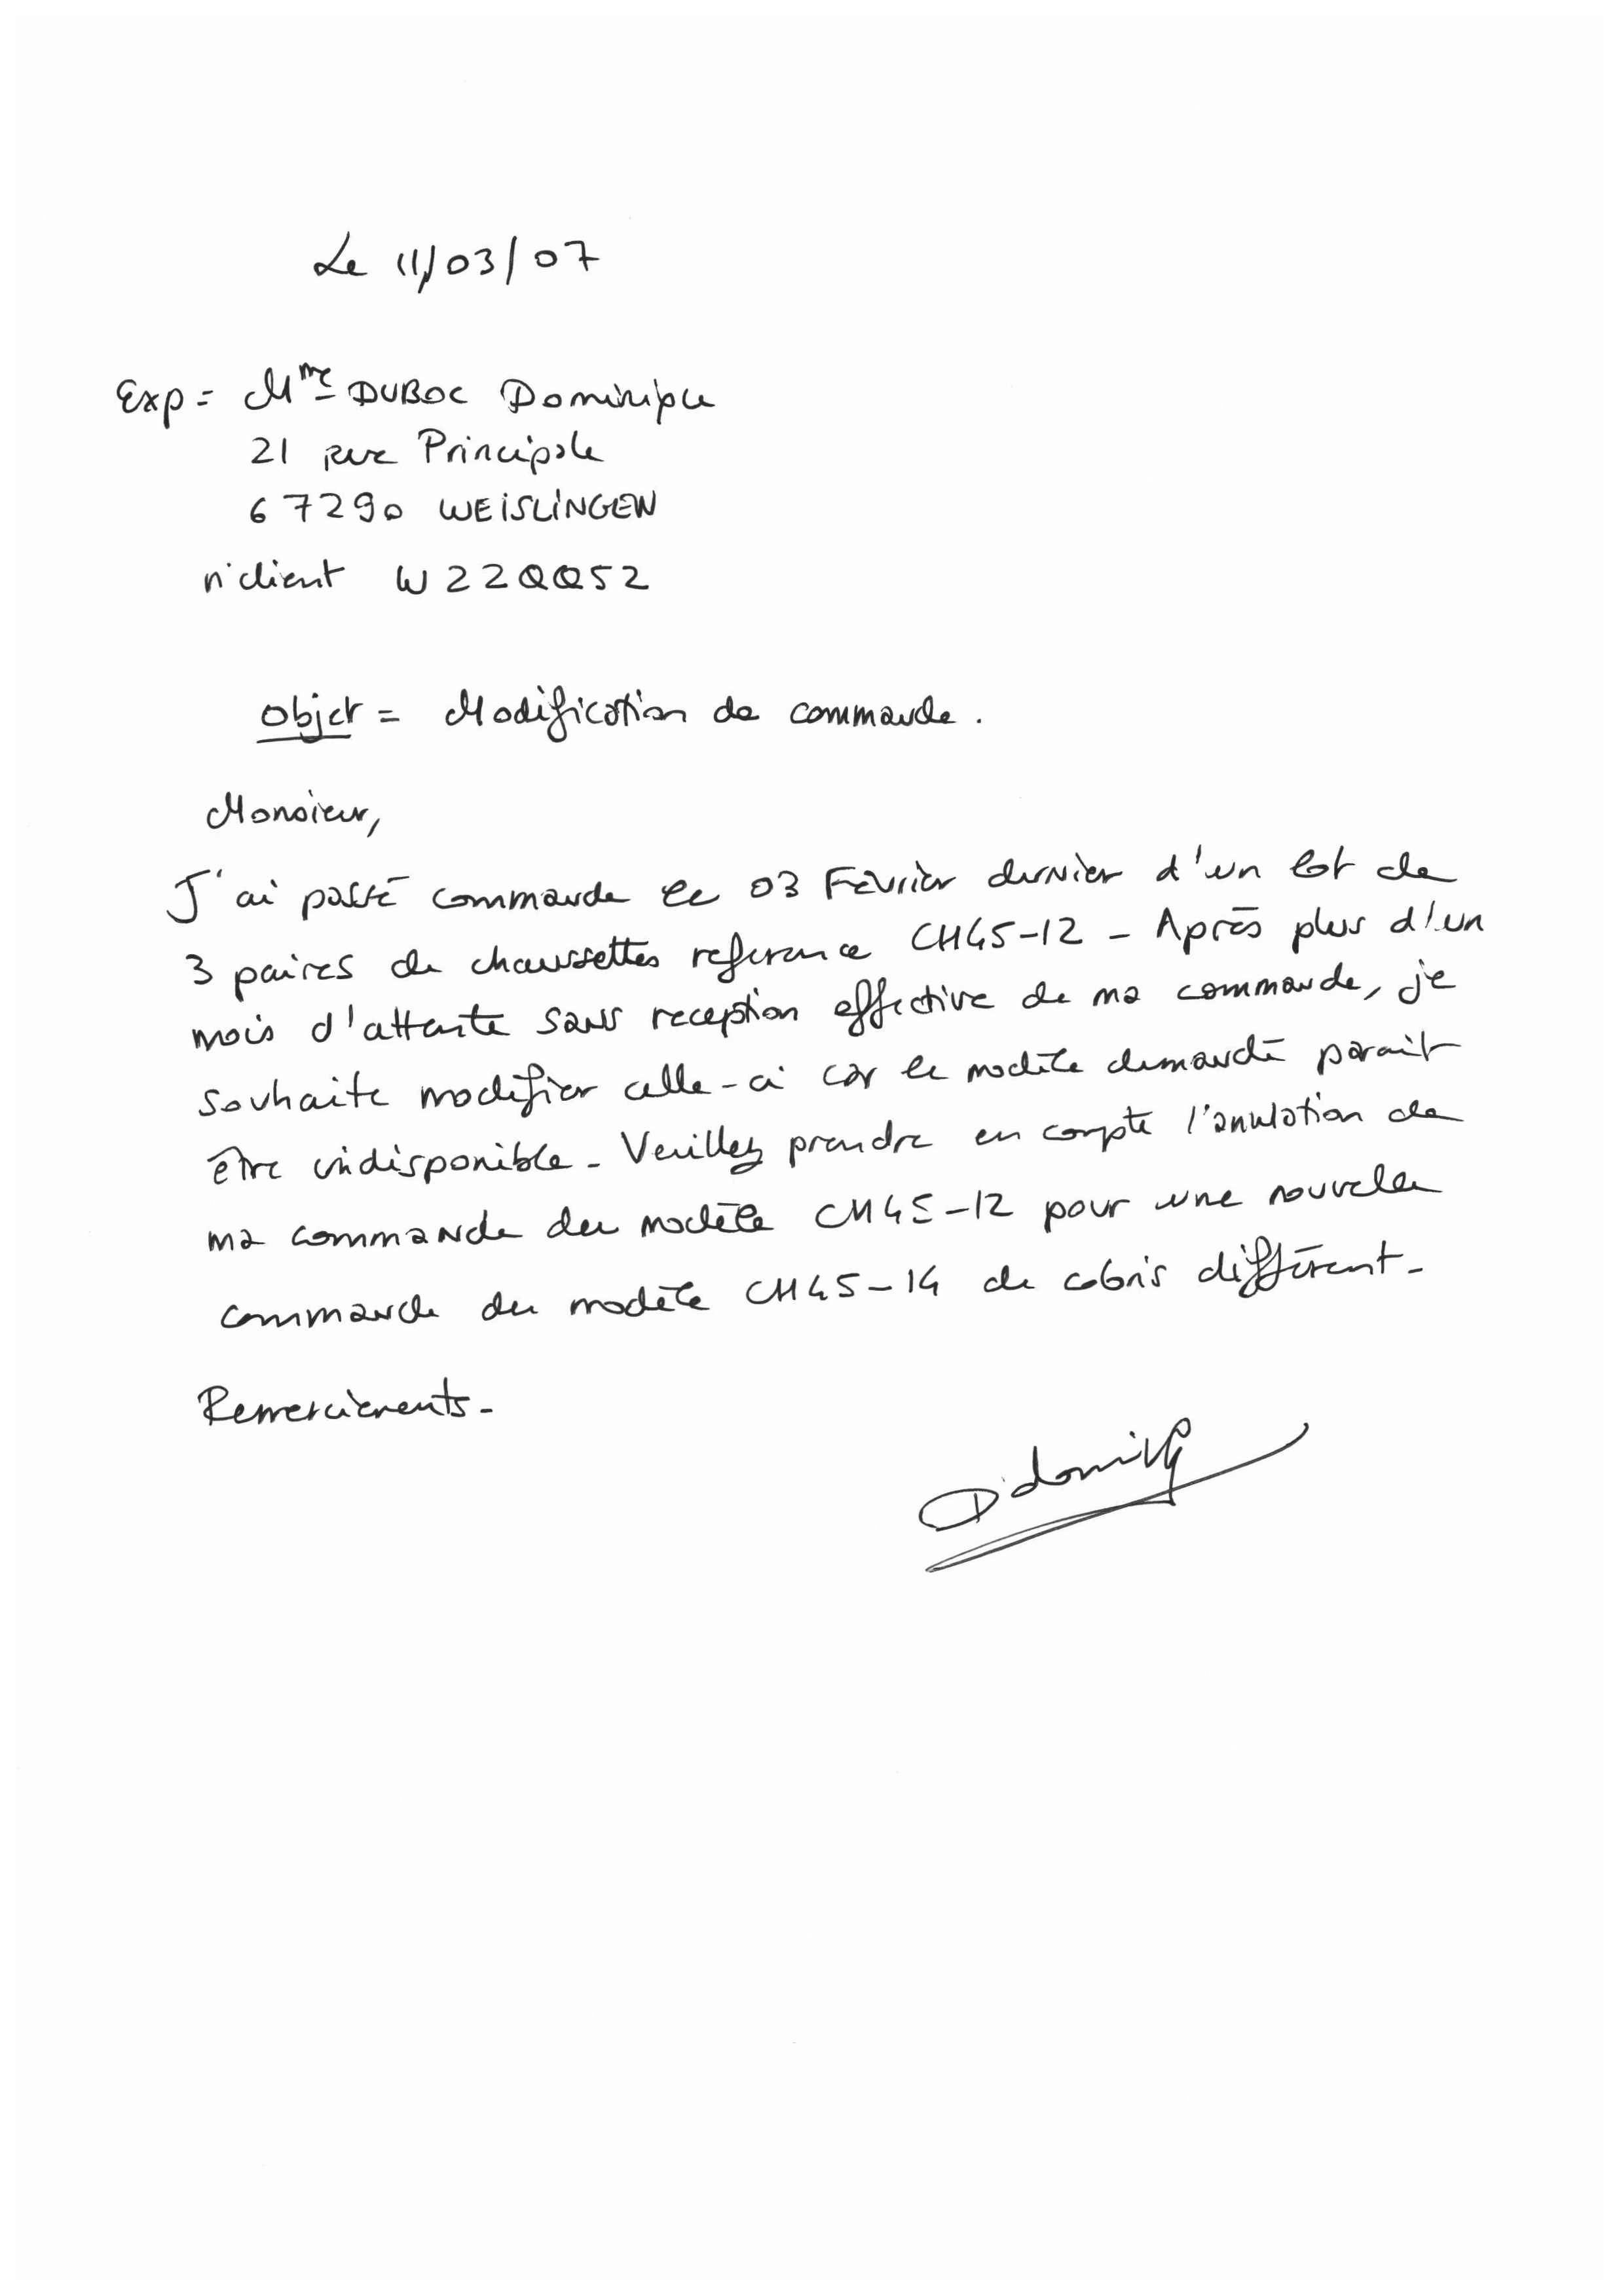 Le 11/03/07
Exp = Mme DUBOC Dominique
21 rue Principale
67290 WEISLINGEN
n° client W22QQ52
Objet = Modification de commande.
Monsieur,
J'ai passé commande le 03 Février dernier d'un lot de
3 paires de chaussettes reference CH45-12 - Après plus d'un
mois d'attente sans reception effective de ma commande, je
souhaite modifier celle-ci car le modèle demandé parait
être indisponible - Veuillez prendre en compte l'anulation de
ma commande du modèle CH45-12 pour une nouvelle
commande du modèle CH45-14 de coloris différent -
Remerciements -